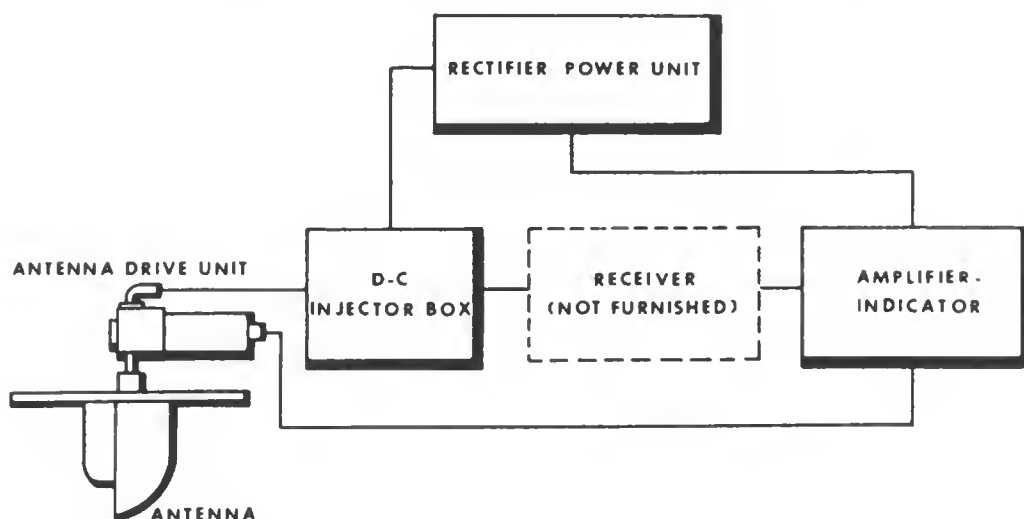 RECTIFIER POWER UNIT
ANTENNA DRIVE UNIT
D-C
INJECTOR BOX
RECEIVER
(NOT FURNISHED)
AMPLIFIER-
INDICATOR
ANTENNA